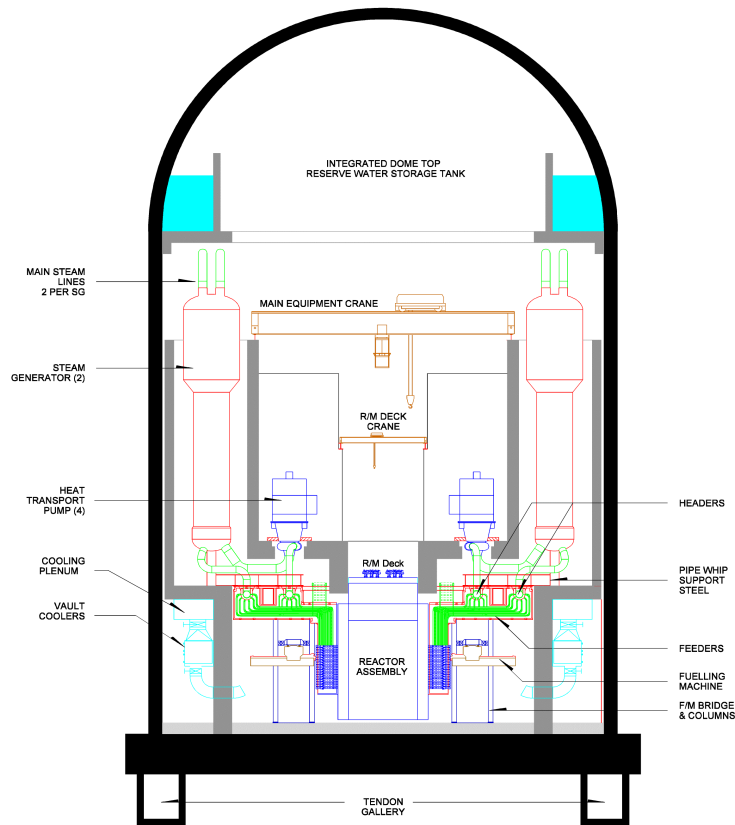 INTEGRATED DOME TOP
RESERVE WATER STORAGE TANK
MAIN STEAM
LINES
2 PER SG
MAIN EQUIPMENT CRANE
STEAM
GENERATOR (2)
R/M DECK
CRANE
HEAT
TRANSPORT
PUMP (4)
HEADERS
COOLING
PLENUM
R/M Deck
PIPE WHIP
SUPPORT
STEEL
VAULT
COOLERS
FEEDERS
REACTOR
ASSEMBLY
FUELLING
MACHINE
F/M BRIDGE
& COLUMNS
TENDON
GALLERY